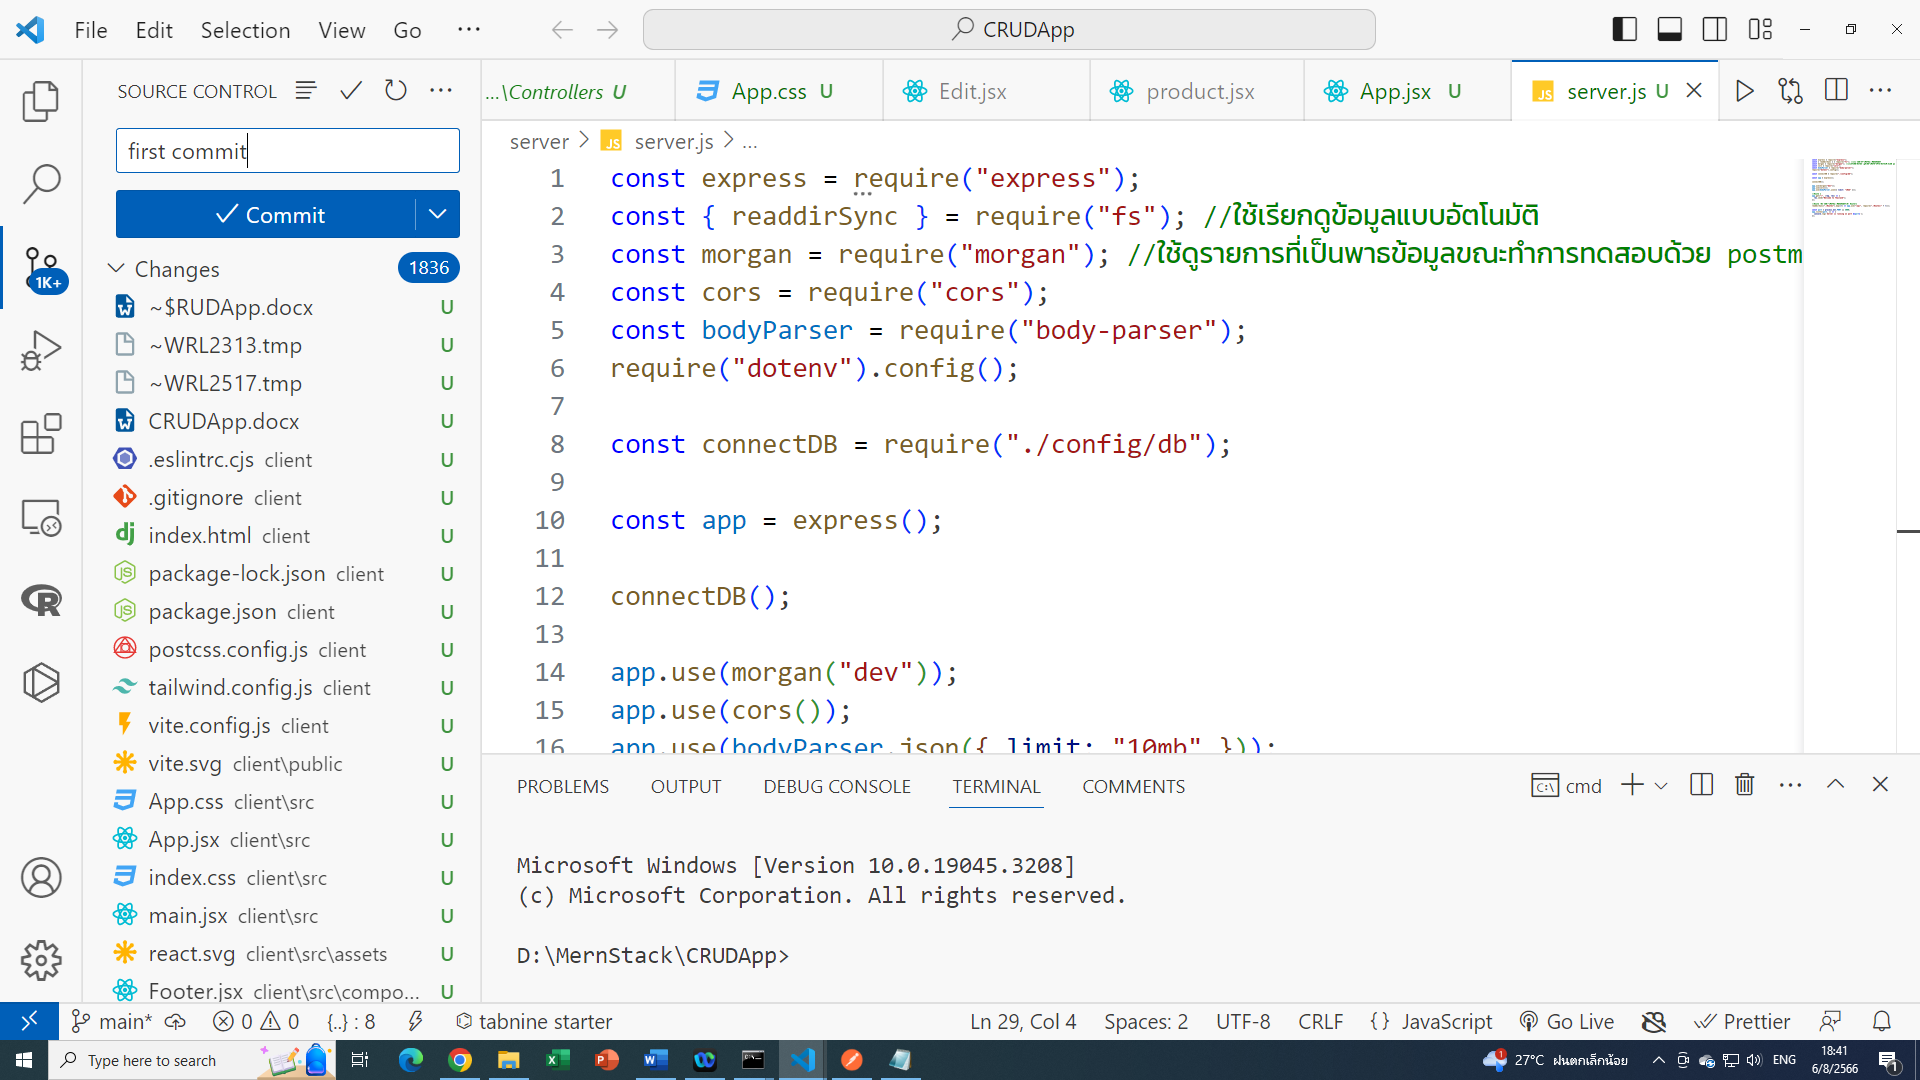 File Edit Selection View Go
CRUDApp
SOURCE CONTROL
first commit
Commit
Changes 1836
1K+
~$RUDApp.docx U
~WRL2313.tmp U
~WRL2517.tmp U
CRUDApp.docx U
.eslintrc.cjs client U
.gitignore client U
index.html client U
package-lock.json client U
package.json client U
postcss.config.js client U
tailwind.config.js client U
vite.config.js client U
vite.svg client\public U
App.css client\src U
App.jsx client\src U
index.css client\src U
main.jsx client\src U
react.svg client\src\assets U
Footer.jsx client\src\compo... U
...\Controllers U
App.css U
Edit.jsx
product.jsx
App.jsx U
server.js U
server > server.js > ...
1 const express = require("express");
2 const { readdirSync } = require("fs"); //ใช้เรียกดูข้อมูลแบบอัตโนมัติ
3 const morgan = require("morgan"); //ใช้ดูรายการที่เป็นพาธข้อมูลขณะทำการทดสอบด้วย postm
4 const cors = require("cors");
5 const bodyParser = require("body-parser");
6 require("dotenv").config();
7
8 const connectDB = require("./config/db");
9
10 const app = express();
11
12 connectDB();
13
14 app.use(morgan("dev"));
15 app.use(cors());
16 app.use(bodyParser.json({ limit: "10mb" }));
PROBLEMS OUTPUT DEBUG CONSOLE TERMINAL COMMENTS
cmd
Microsoft Windows [Version 10.0.19045.3208]
(c) Microsoft Corporation. All rights reserved.
D:\MernStack\CRUDApp>
main* 0 0 {..} : 8 tabnine starter Ln 29, Col 4 Spaces: 2 UTF-8 CRLF {} JavaScript Go Live Prettier
Type here to search
27°C ฝนตกเล็กน้อย
ENG
18:41
6/8/2566